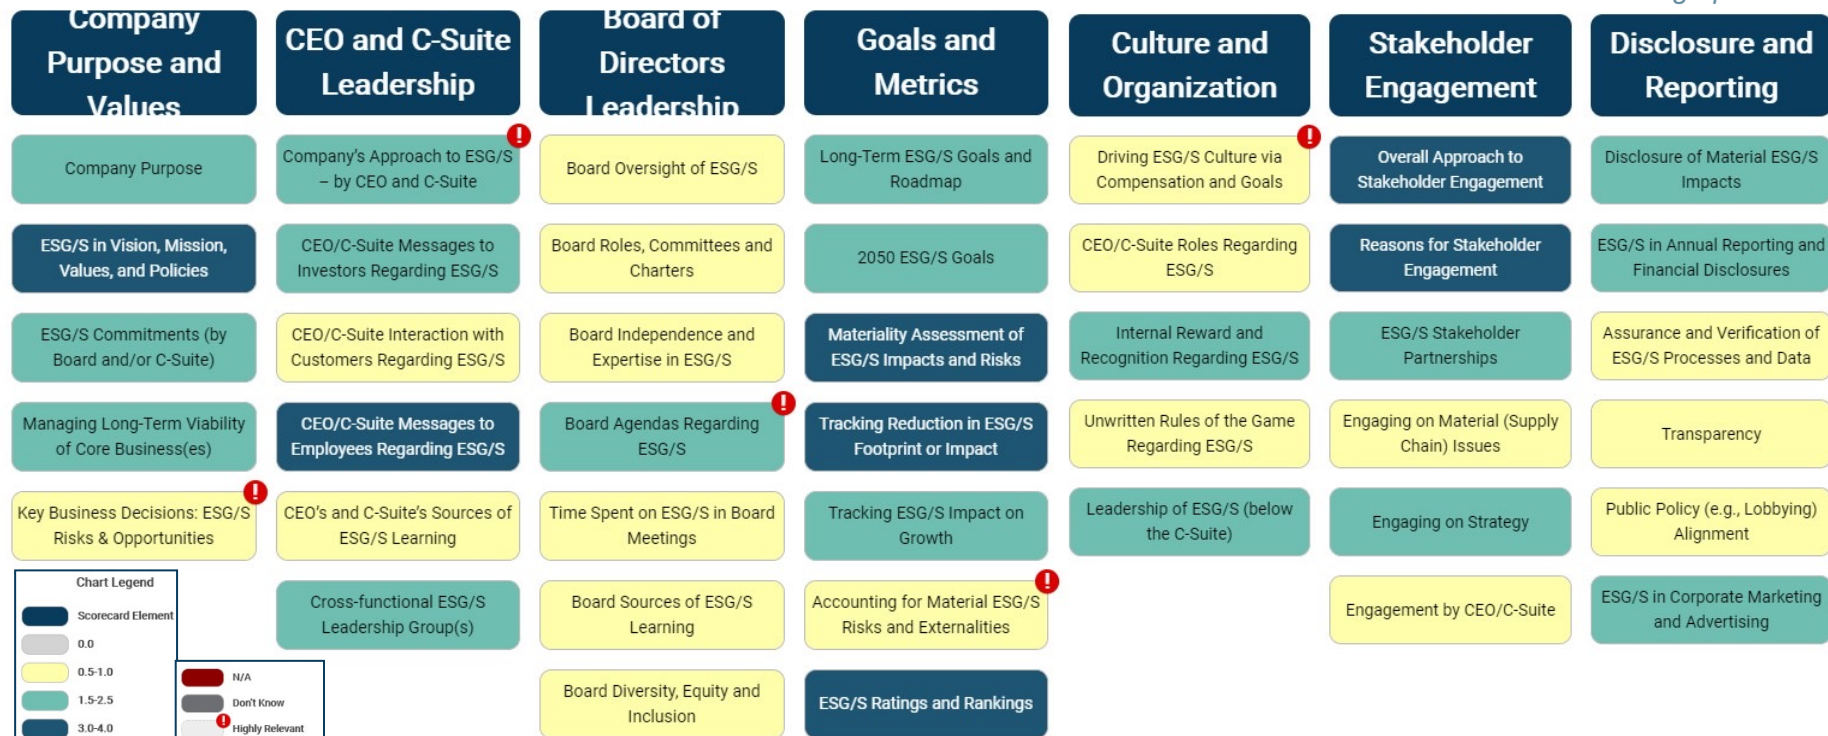 Company
Purpose and
Values
CEO and C-Suite
Leadership
Board of
Directors
Leadership
Goals and
Metrics
Culture and
Organization
Stakeholder
Engagement
Disclosure and
Reporting
Company Purpose
ESG/S in Vision, Mission,
Values, and Policies
ESG/S Commitments (by
Board and/or C-Suite)
Managing Long-Term Viability
of Core Business(es)
Key Business Decisions: ESG/S
Risks & Opportunities
Company's Approach to ESG/S
– by CEO and C-Suite
CEO/C-Suite Messages to
Investors Regarding ESG/S
CEO/C-Suite Interaction with
Customers Regarding ESG/S
CEO/C-Suite Messages to
Employees Regarding ESG/S
CEO's and C-Suite's Sources of
ESG/S Learning
Cross-functional ESG/S
Leadership Group(s)
Board Oversight of ESG/S
Board Roles, Committees and
Charters
Board Independence and
Expertise in ESG/S
Board Agendas Regarding
ESG/S
Time Spent on ESG/S in Board
Meetings
Board Sources of ESG/S
Learning
Board Diversity, Equity and
Inclusion
Long-Term ESG/S Goals and
Roadmap
2050 ESG/S Goals
Materiality Assessment of
ESG/S Impacts and Risks
Tracking Reduction in ESG/S
Footprint or Impact
Tracking ESG/S Impact on
Growth
Accounting for Material ESG/S
Risks and Externalities
ESG/S Ratings and Rankings
Driving ESG/S Culture via
Compensation and Goals
CEO/C-Suite Roles Regarding
ESG/S
Internal Reward and
Recognition Regarding ESG/S
Unwritten Rules of the Game
Regarding ESG/S
Leadership of ESG/S (below
the C-Suite)
Overall Approach to
Stakeholder Engagement
Reasons for Stakeholder
Engagement
ESG/S Stakeholder
Partnerships
Engaging on Material (Supply
Chain) Issues
Engaging on Strategy
Engagement by CEO/C-Suite
Disclosure of Material ESG/S
Impacts
ESG/S in Annual Reporting and
Financial Disclosures
Assurance and Verification of
ESG/S Processes and Data
Transparency
Public Policy (e.g., Lobbying)
Alignment
ESG/S in Corporate Marketing
and Advertising
Chart Legend
Scorecard Element
0.0
0.5-1.0
1.5-2.5
3.0-4.0
N/A
Don't Know
Highly Relevant